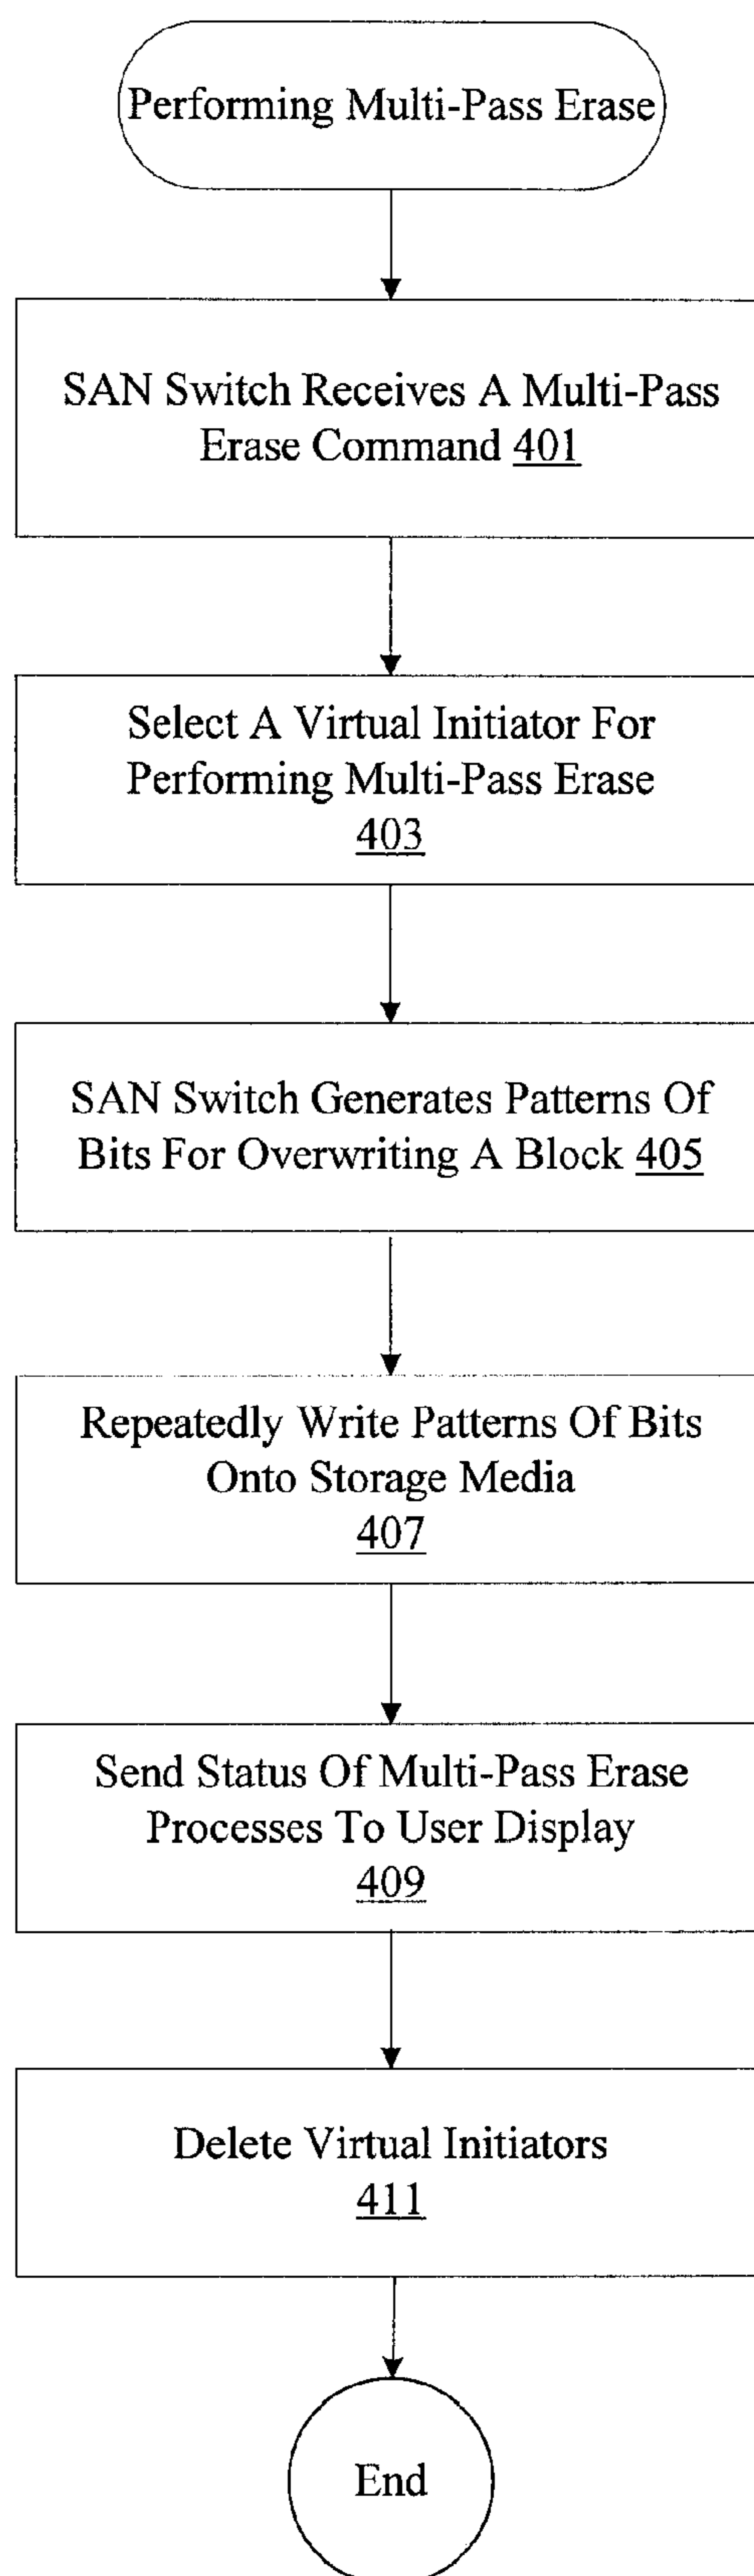 Performing Multi-Pass Erase
SAN Switch Receives A Multi-Pass
Erase Command 401
Select A Virtual Initiator For
Performing Multi-Pass Erase
403
SAN Switch Generates Patterns Of
Bits For Overwriting A Block 405
Repeatedly Write Patterns Of Bits
Onto Storage Media
407
Send Status Of Multi-Pass Erase
Processes To User Display
409
Delete Virtual Initiators
411
End